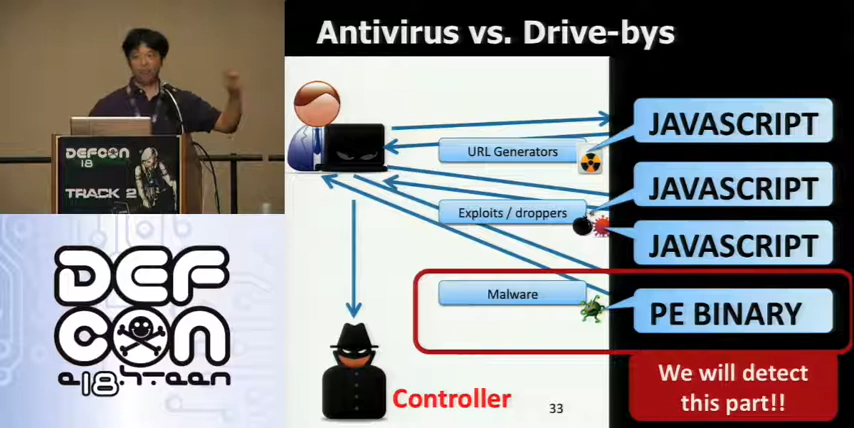 Antivirus vs. Drive-bys
DEFCON
18
TRACK 2
DEF
CON
e18hteen
URL Generators
JAVASCRIPT
Exploits / droppers
JAVASCRIPT
JAVASCRIPT
Malware
PE BINARY
We will detect
this part!!
Controller
33